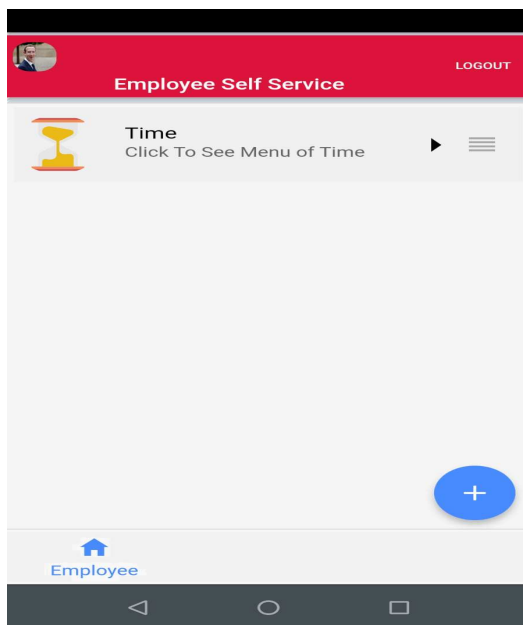 LOGOUT
Employee Self Service
Time
Click To See Menu of Time
Employee